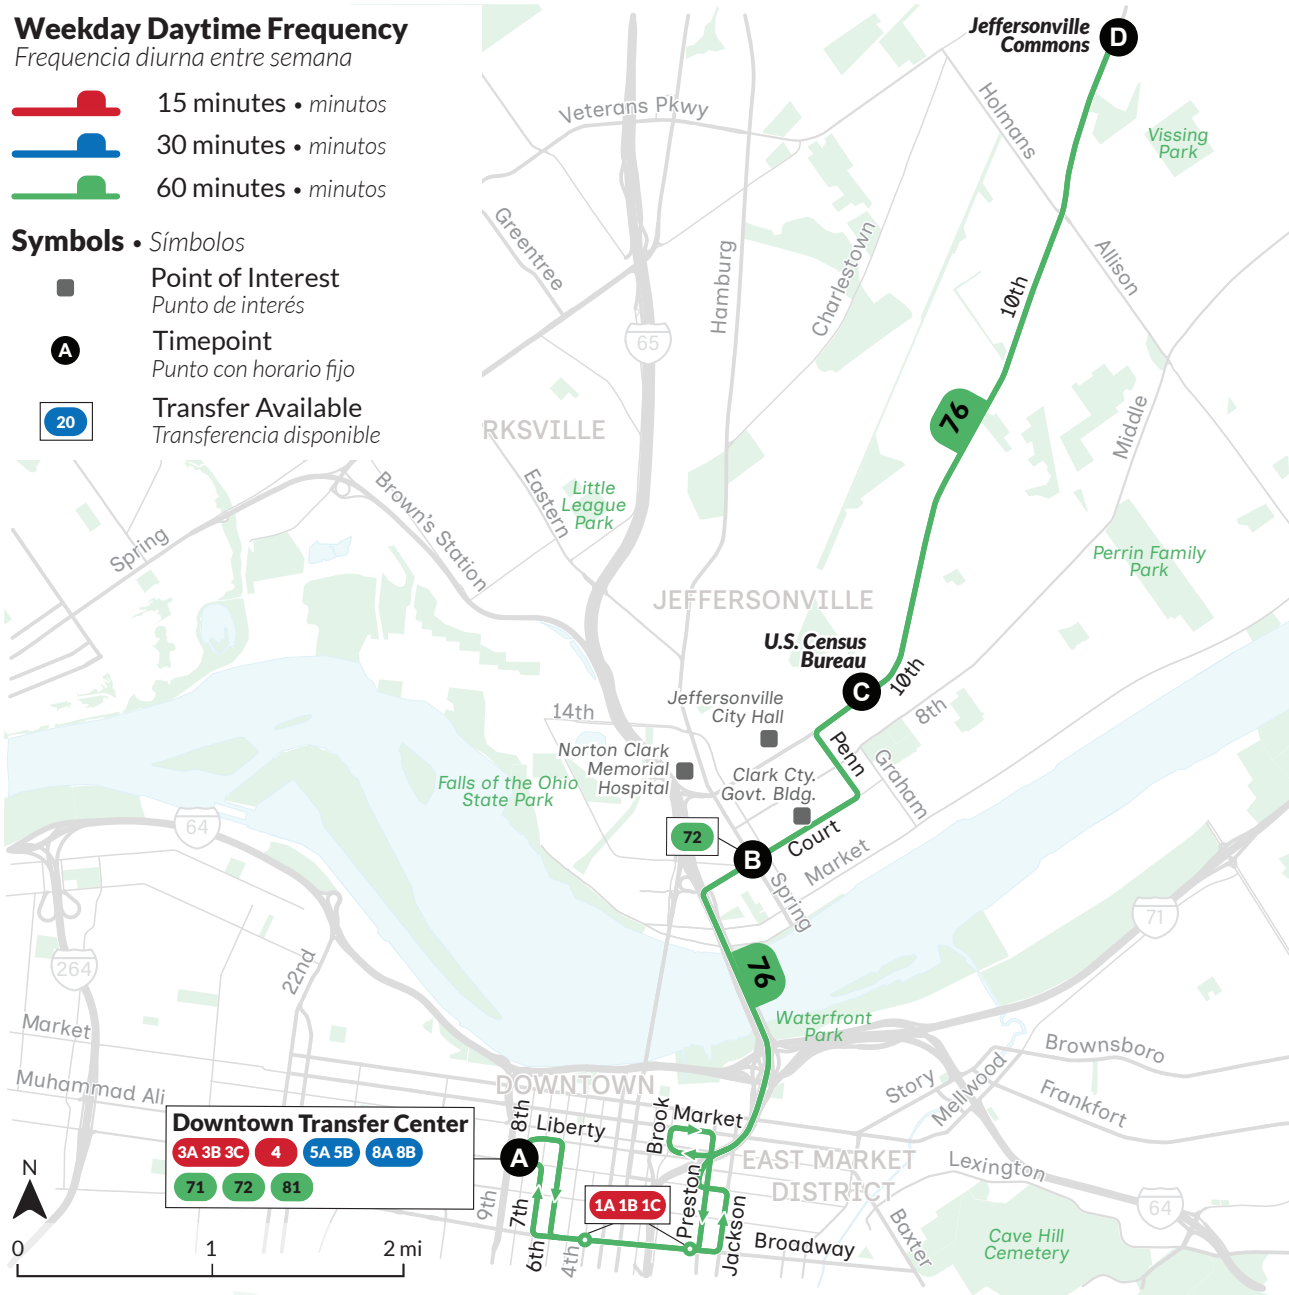 Weekday Daytime Frequency
Frequencia diurna entre semana
15 minutes • minutos
30 minutes • minutos
60 minutes • minutos
Symbols • Símbolos
Point of Interest
Punto de interés
A
Timepoint
Punto con horario fijo
20
Transfer Available
Transferencia disponible
Jeffersonville
Commons
D
Veterans Pkwy
Holmans
Vissing
Park
Greentree
Hamburg
Charlestown
Allison
10th
65
76
Middle
RKSVILLE
Eastern
Little
League
Park
Brown's Station
Spring
Perrin Family
Park
JEFFERSONVILLE
U.S. Census
Bureau
C
10th
8th
Jeffersonville
City Hall
14th
Norton Clark
Memorial
Hospital
Penn
Graham
Clark Cty.
Govt. Bldg.
Falls of the Ohio
State Park
64
72
B
Court
Market
Spring
71
264
22nd
76
Waterfront
Park
Market
Muhammad Ali
Brownsboro
Story
Mellwood
Frankfort
DOWNTOWN
Downtown Transfer Center
3A 3B 3C
4
5A 5B
8A 8B
71
72
81
A
8th
Liberty
Brook
Market
EAST MARKET
DISTRICT
Lexington
64
9th
7th
6th
4th
1A 1B 1C
Preston
Jackson
Broadway
Baxter
Cave Hill
Cemetery
N
0
1
2 mi